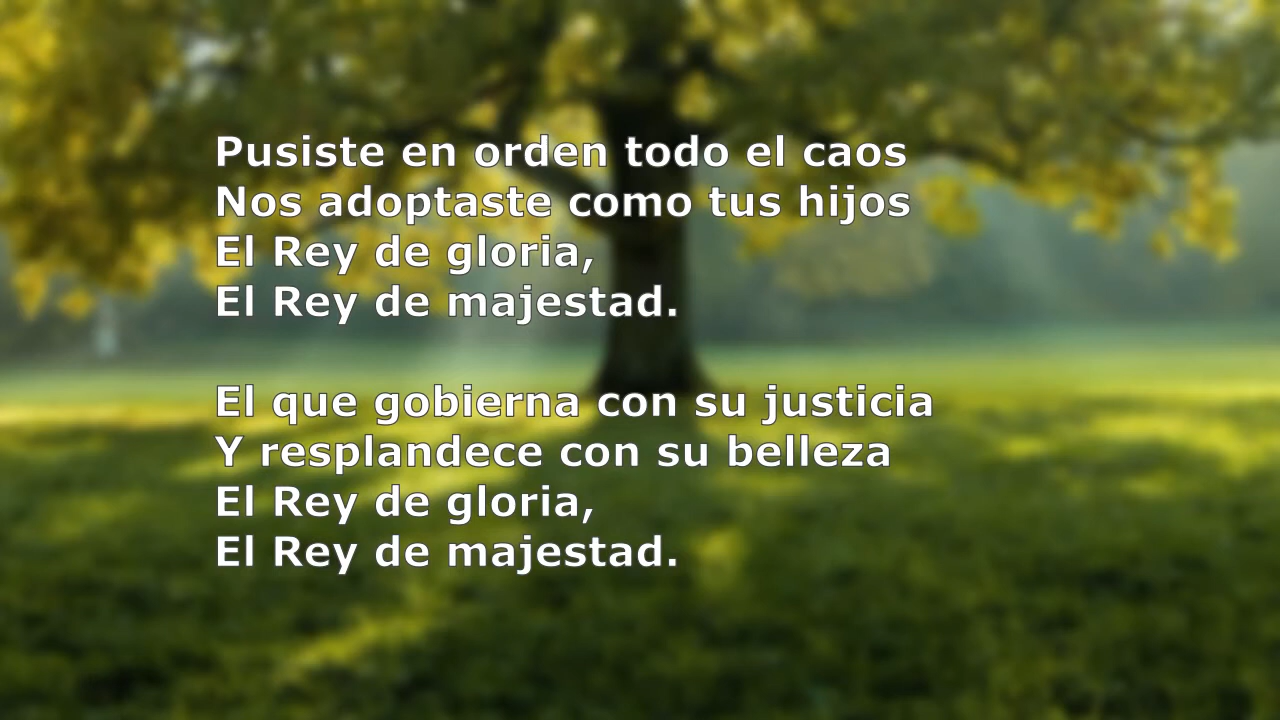 Pusiste en orden todo el caos
Nos adoptaste como tus hijos
El Rey de gloria,
El Rey de majestad.
El que gobierna con su justicia
Y resplandece con su belleza
El Rey de gloria,
El Rey de majestad.